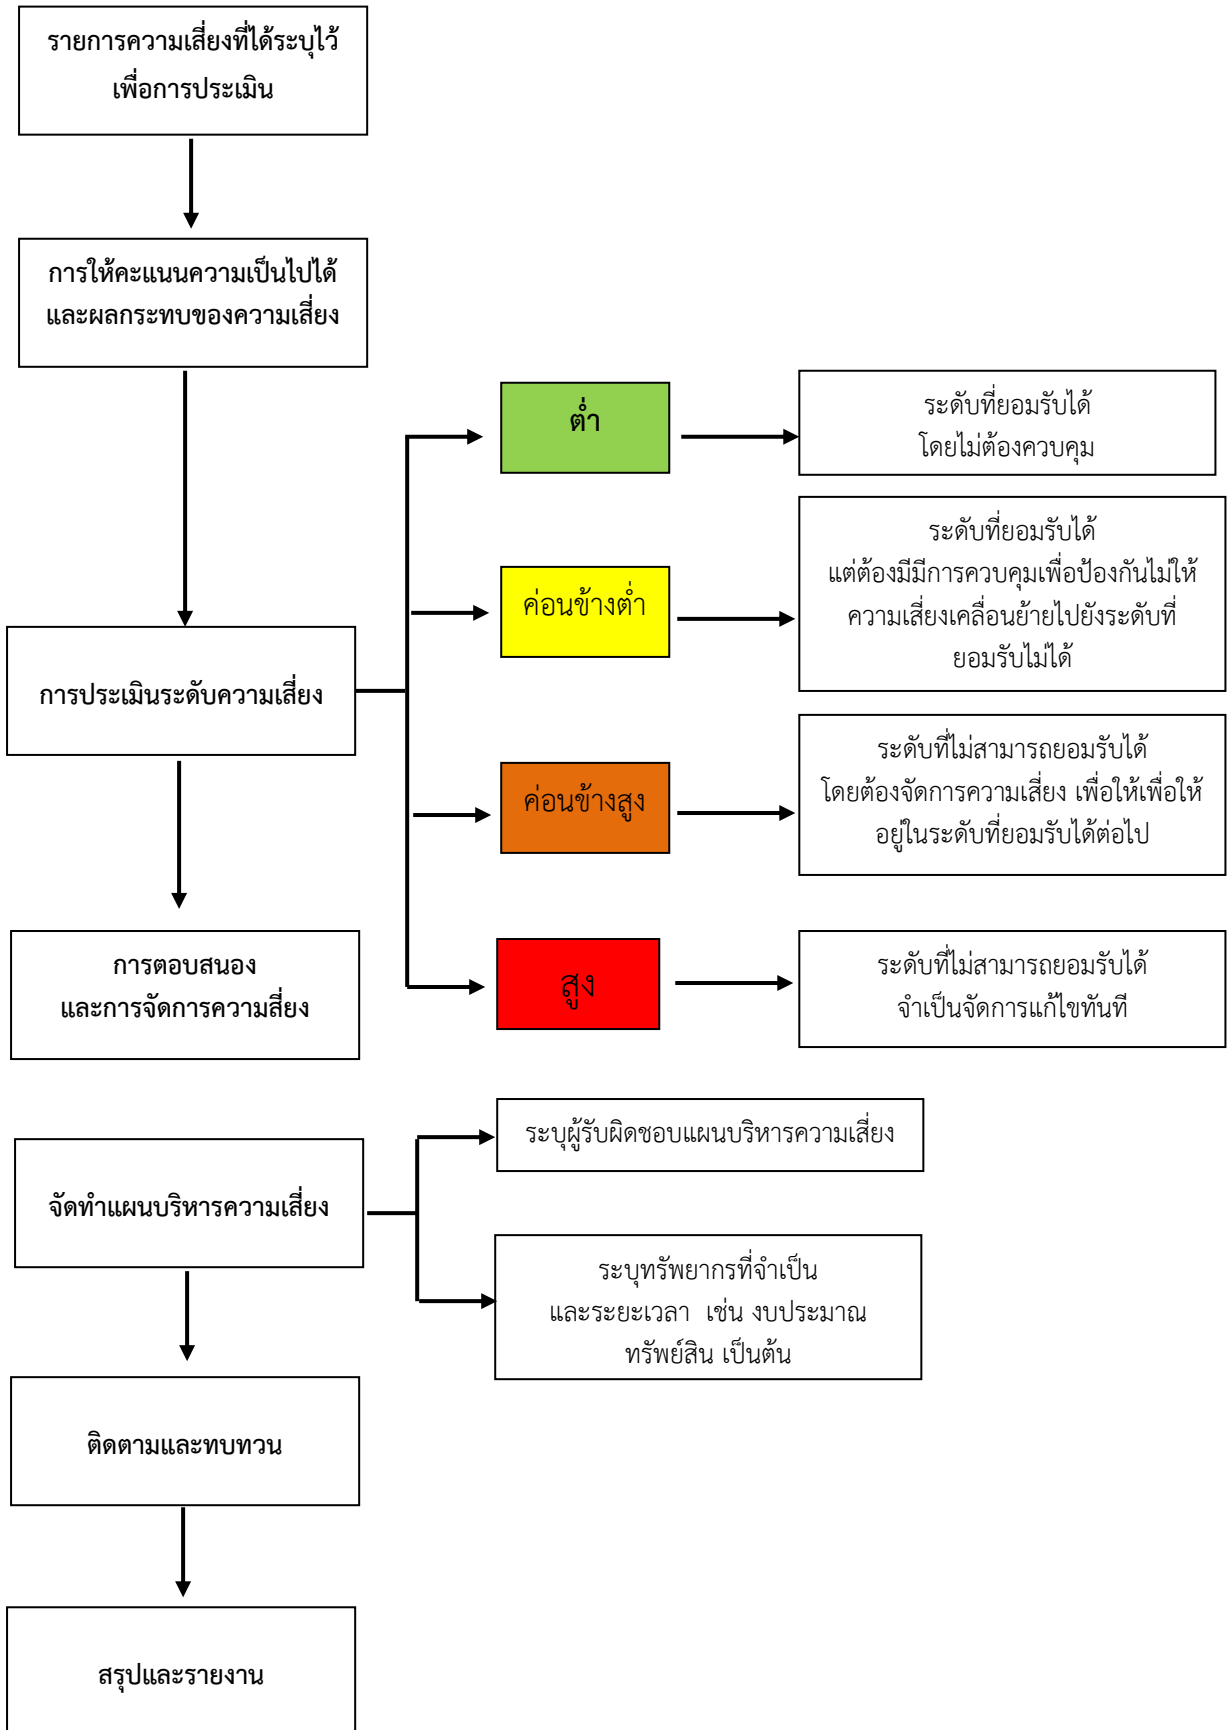 รายการความเสี่ยงที่ได้ระบุไว้
เพื่อการประเมิน
การให้คะแนนความเป็นไปได้
และผลกระทบของความเสี่ยง
ต่ำ
ระดับที่ยอมรับได้
โดยไม่ต้องควบคุม
ค่อนข้างต่ำ
ระดับที่ยอมรับได้
แต่ต้องมีมีการควบคุมเพื่อป้องกันไม่ให้
ความเสี่ยงเคลื่อนย้ายไปยังระดับที่
ยอมรับไม่ได้
การประเมินระดับความเสี่ยง
ค่อนข้างสูง
ระดับที่ไม่สามารถยอมรับได้
โดยต้องจัดการความเสี่ยง เพื่อให้เพื่อให้
อยู่ในระดับที่ยอมรับได้ต่อไป
การตอบสนอง
และการจัดการความสี่ยง
สูง
ระดับที่ไม่สามารถยอมรับได้
จำเป็นจัดการแก้ไขทันที
จัดทำแผนบริหารความเสี่ยง
ระบุผู้รับผิดชอบแผนบริหารความเสี่ยง
ระบุทรัพยากรที่จำเป็น
และระยะเวลา เช่น งบประมาณ
ทรัพย์สิน เป็นต้น
ติดตามและทบทวน
สรุปและรายงาน